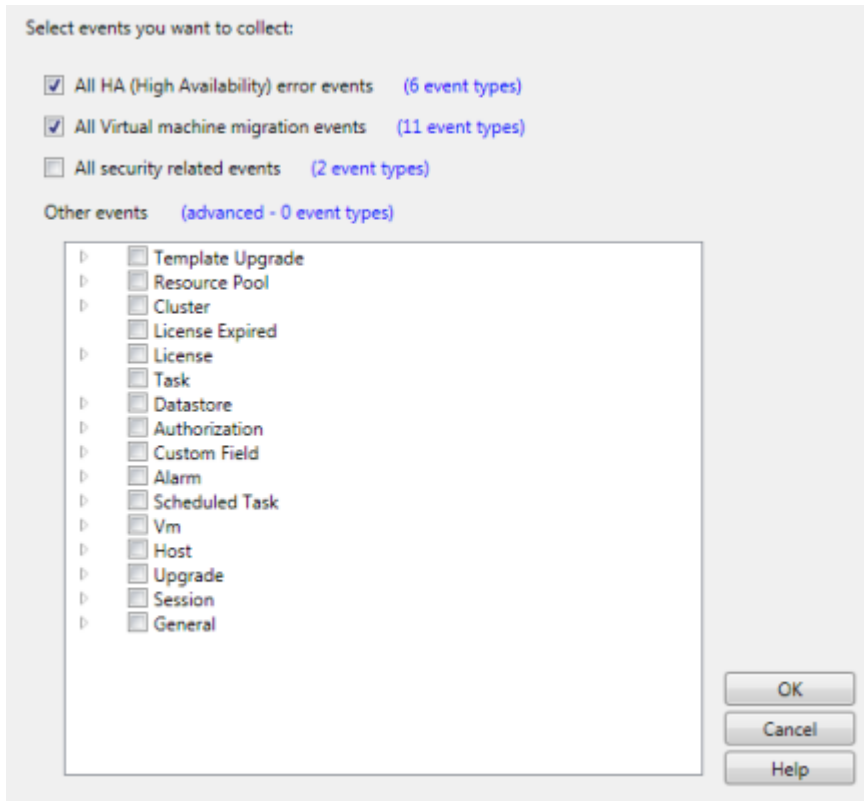 Select events you want to collect:
All HA (High Availability) error events (6 event types)
All Virtual machine migration events (11 event types)
All security related events (2 event types)
Other events (advanced - 0 event types)
Template Upgrade
Resource Pool
Cluster
License Expired
License
Task
Datastore
Authorization
Custom Field
Alarm
Scheduled Task
Vm
Host
Upgrade
Session
General
OK
Cancel
Help